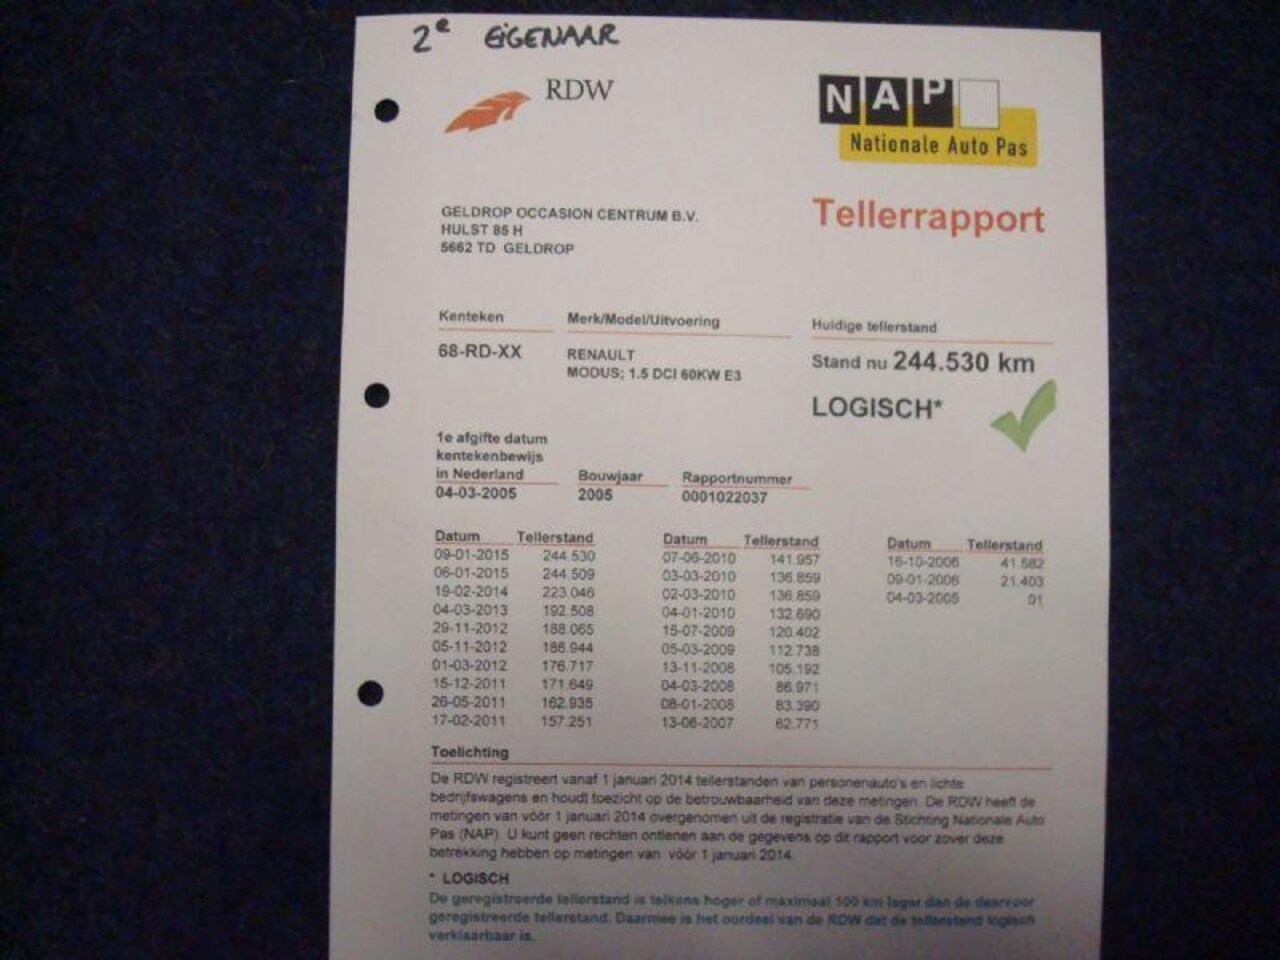 2e EIGENAAR
RDW
NAP
Nationale Auto Pas
Tellerrapport
GELDROP OCCASION CENTRUM B.V.
HULST 85 H
5662 TD GELDROP
Kenteken Merk/Model/Uitvoering Huidige tellerstand
68-RD-XX RENAULT Stand nu 244.530 km
MODUS; 1.5 DCI 60KW E3
LOGISCH*
1e afgifte datum
kentekenbewijs
in Nederland Bouwjaar Rapportnummer
04-03-2005 2005 0001022037
Datum Tellerstand Datum Tellerstand Datum Tellerstand
09-01-2015 244.530 07-06-2010 141.957 16-10-2006 41.582
06-01-2015 244.509 03-03-2010 136.859 09-01-2006 21.403
19-02-2014 223.046 02-03-2010 136.859 04-03-2005 01
04-03-2013 192.508 04-01-2010 132.690
29-11-2012 188.065 15-07-2009 120.402
05-11-2012 186.944 05-03-2009 112.738
01-03-2012 176.717 13-11-2008 105.192
15-12-2011 171.649 04-03-2008 86.971
26-05-2011 162.935 08-01-2008 83.390
17-02-2011 157.251 13-06-2007 62.771
Toelichting
De RDW registreert vanaf 1 januari 2014 tellerstanden van personenauto's en lichte
bedrijfswagens en houdt toezicht op de betrouwbaarheid van deze metingen. De RDW heeft de
metingen van vóór 1 januari 2014 overgenomen uit de registratie van de Stichting Nationale Auto
Pas (NAP). U kunt geen rechten ontlenen aan de gegevens op dit rapport voor zover deze
betrekking hebben op metingen van vóór 1 januari 2014.
* LOGISCH
De geregistreerde tellerstand is telkens hoger of maximaal 100 km lager dan de daarvoor
geregistreerde tellerstand. Daarmee is het oordeel van de RDW dat de tellerstand logisch
verklaarbaar is.